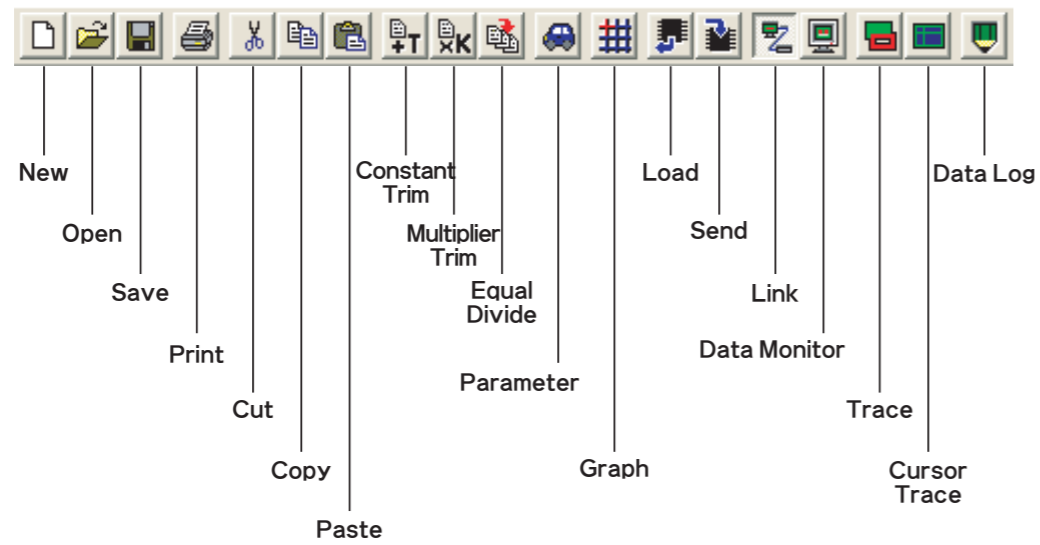 +T
×K
New
Constant
Trim
Load
Data Log
Open
Multiplier
Trim
Send
Save
Equal
Divide
Link
Print
Data Monitor
Parameter
Cut
Trace
Copy
Graph
Cursor
Trace
Paste